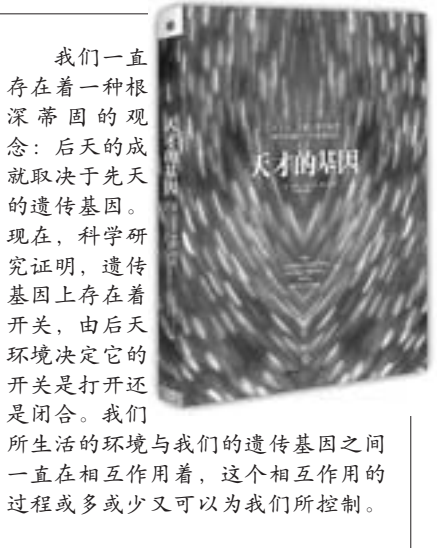 我们一直
存在着一种根
深蒂固的观
念：后天的成
就取决于先天
的遗传基因。
现在，科学研
究证明，遗传
基因上存在着
开关，由后天
环境决定它的
开关是打开还
是闭合。我们
所生活的环境与我们的遗传基因之间
一直在相互作用着，这个相互作用的
过程或多或少又可以为我们所控制。
天才的基因
天才的基因